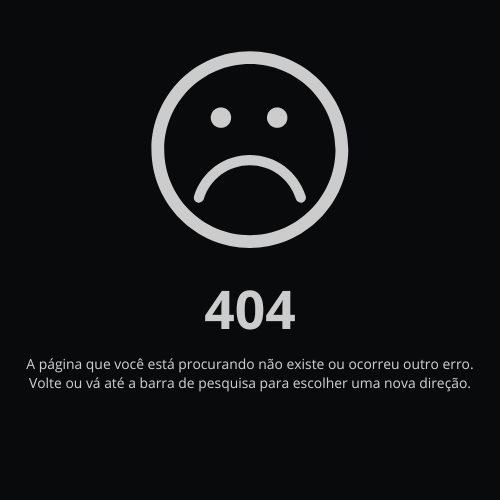 404
A página que você está procurando não existe ou ocorreu outro erro.
Volte ou vá até a barra de pesquisa para escolher uma nova direção.